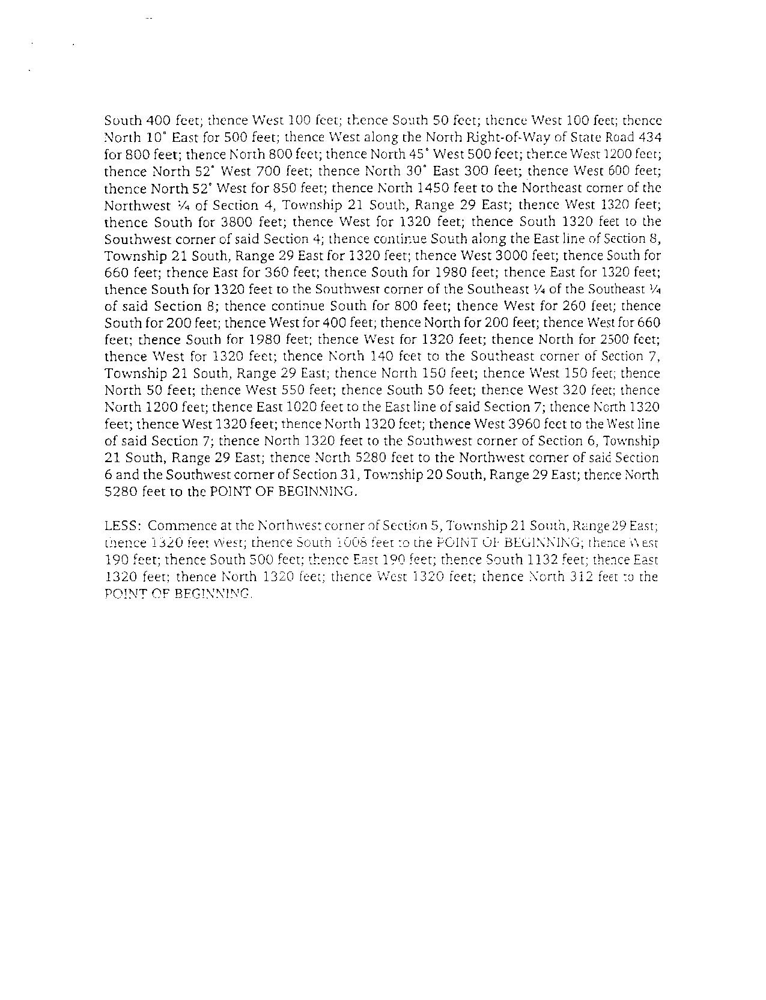 South 400 feet; thence West 100 feet; thence South 50 feet; thence West 100 feet; thence
North 10° East for 500 feet; thence West along the North Right-of-Way of State Road 434
for 800 feet; thence North 800 feet; thence North 45° West 500 feet; thence West 1200 feet;
thence North 52° West 700 feet; thence North 30° East 300 feet; thence West 600 feet;
thence North 52° West for 850 feet; thence North 1450 feet to the Northeast corner of the
Northwest ¼ of Section 4, Township 21 South, Range 29 East; thence West 1320 feet;
thence South for 3800 feet; thence West for 1320 feet; thence South 1320 feet to the
Southwest corner of said Section 4; thence continue South along the East line of Section 8,
Township 21 South, Range 29 East for 1320 feet; thence West 3000 feet; thence South for
660 feet; thence East for 360 feet; thence South for 1980 feet; thence East for 1320 feet;
thence South for 1320 feet to the Southwest corner of the Southeast ¼ of the Southeast ¼
of said Section 8; thence continue South for 800 feet; thence West for 260 feet; thence
South for 200 feet; thence West for 400 feet; thence North for 200 feet; thence West for 660
feet; thence South for 1980 feet; thence West for 1320 feet; thence North for 2500 feet;
thence West for 1320 feet; thence North 140 feet to the Southeast corner of Section 7,
Township 21 South, Range 29 East; thence North 150 feet; thence West 150 feet; thence
North 50 feet; thence West 550 feet; thence South 50 feet; thence West 320 feet; thence
North 1200 feet; thence East 1020 feet to the East line of said Section 7; thence North 1320
feet; thence West 1320 feet; thence North 1320 feet; thence West 3960 feet to the West line
of said Section 7; thence North 1320 feet to the Southwest corner of Section 6, Township
21 South, Range 29 East; thence North 5280 feet to the Northwest corner of said Section
6 and the Southwest corner of Section 31, Township 20 South, Range 29 East; thence North
5280 feet to the POINT OF BEGINNING.
LESS: Commence at the Northwest corner of Section 5, Township 21 South, Range 29 East;
thence 1320 feet West; thence South 1008 feet to the POINT OF BEGINNING; thence West
190 feet; thence South 500 feet; thence East 190 feet; thence South 1132 feet; thence East
1320 feet; thence North 1320 feet; thence West 1320 feet; thence North 312 feet to the
POINT OF BEGINNING.